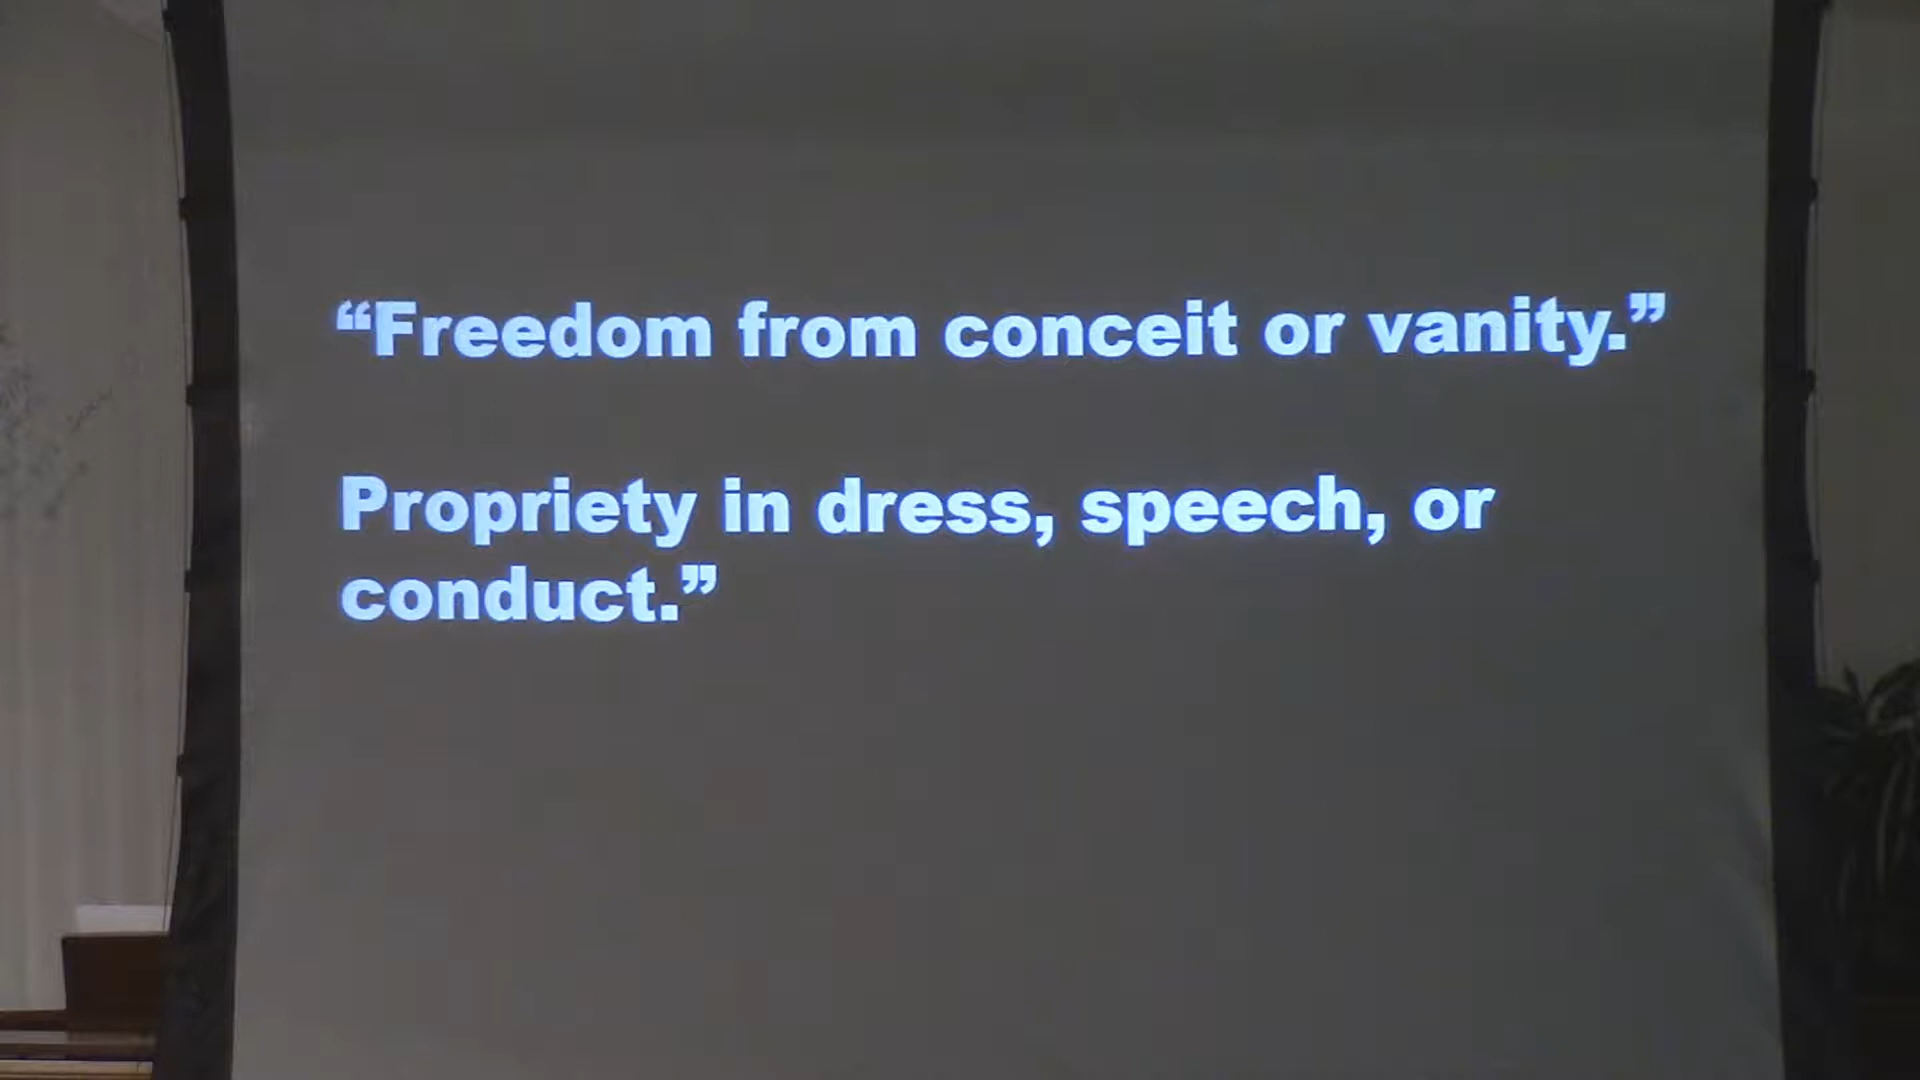 “Freedom from conceit or vanity.”
Propriety in dress, speech, or
conduct.”